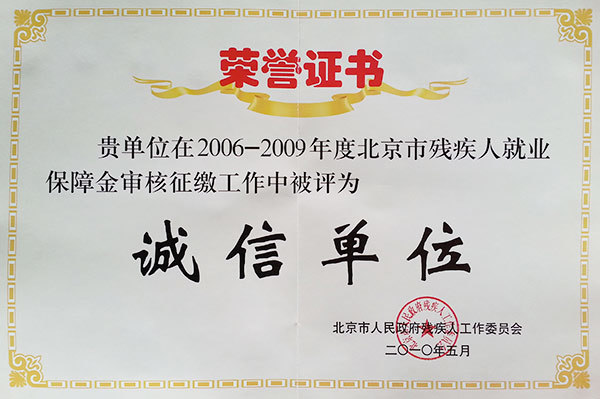 荣誉证书
贵单位在2006-2009年度北京市残疾人就业
保障金审核征缴工作中被评为
诚信单位
北京市人民政府残疾人工作委员会
二〇一〇年五月